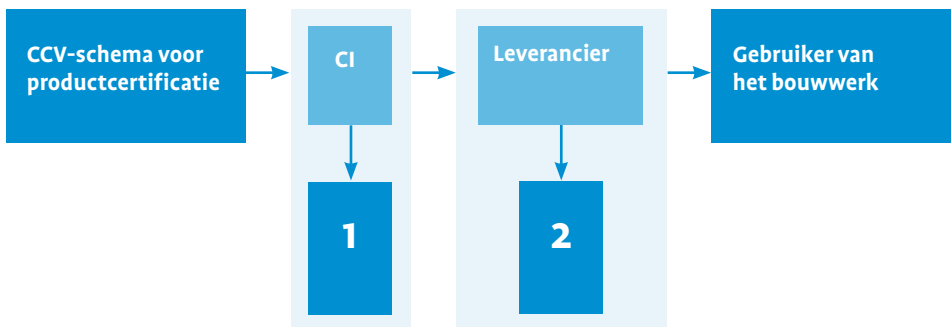 CCV-schema voor
productcertificatie
CI
Leverancier
Gebruiker van
het bouwwerk
1
2